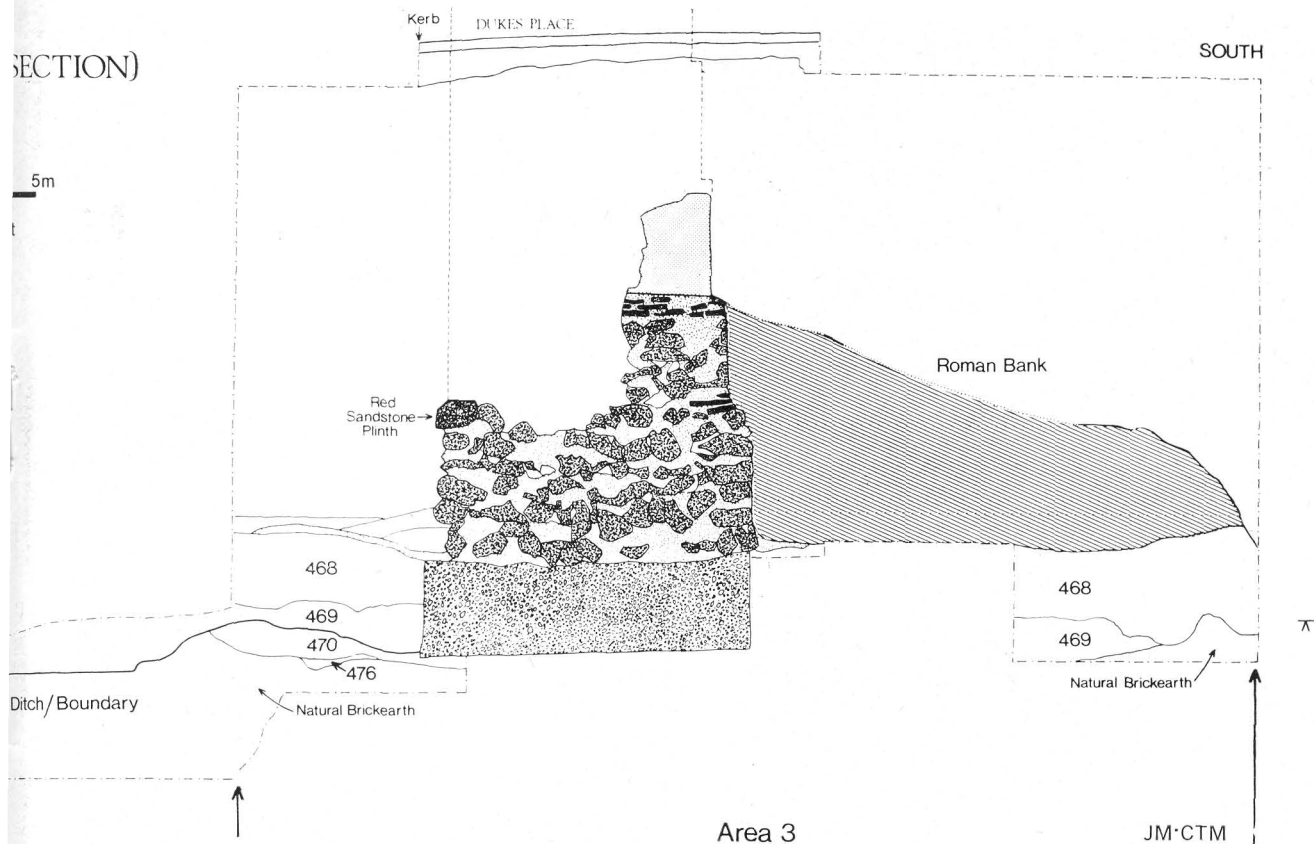 Kerb
DUKES PLACE
SOUTH
SECTION)
5m
t
Roman Bank
Red
Sandstone
Plinth
468
468
469
469
470
476
Ditch/Boundary
Natural Brickearth
Natural Brickearth
Area 3
JM·CTM